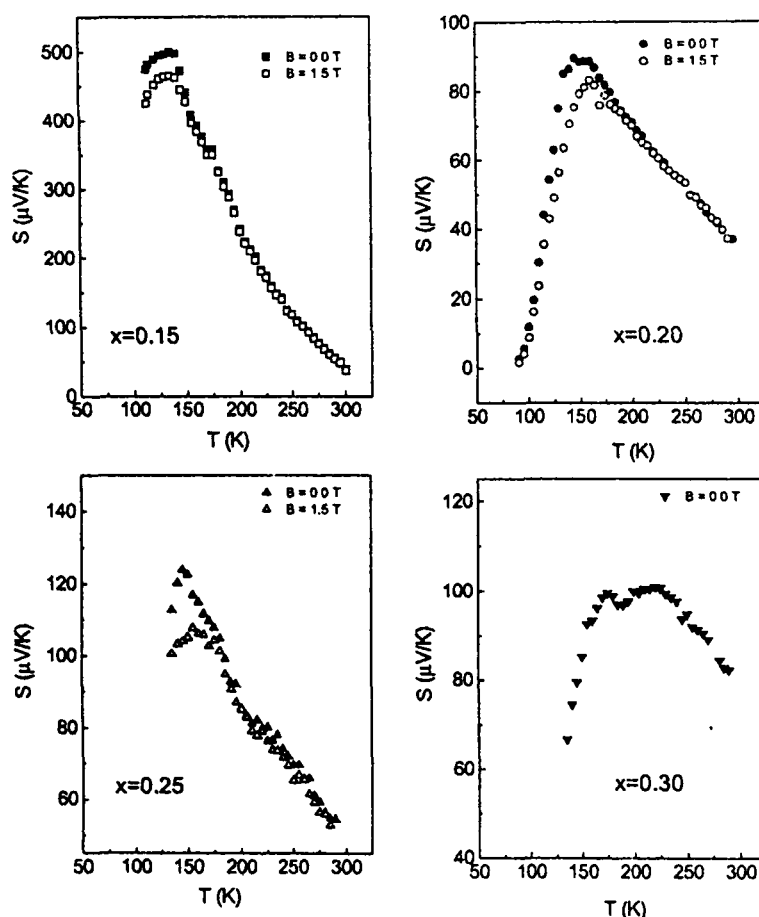 B = 0.0 T
B = 1.5 T
500
400
300
200
100
0
S (μV/K)
x=0.15
50 100 150 200 250 300
T (K)
B = 0.0 T
B = 1.5 T
100
80
60
40
20
0
S (μV/K)
x=0.20
50 100 150 200 250 300
T (K)
B = 0.0 T
B = 1.5 T
140
120
100
80
60
S (μV/K)
x=0.25
50 100 150 200 250 300
T (K)
B = 0.0 T
120
100
80
60
40
S (μV/K)
x=0.30
50 100 150 200 250 300
T (K)